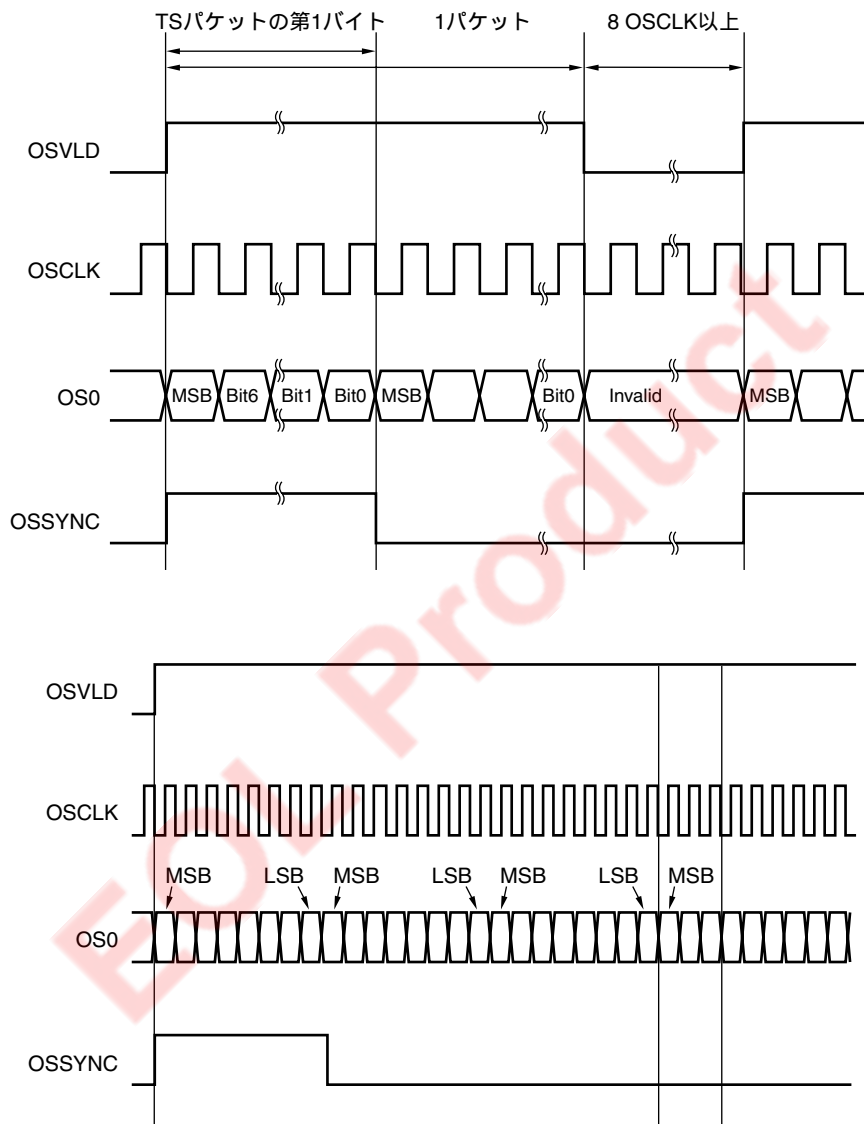 TSパケットの第1バイト 1パケット 8 OSCLK以上
OSVLD
OSCLK
OS0 MSB Bit6 Bit1 Bit0 MSB Bit0 Invalid MSB
OSSYNC
OSVLD
OSCLK
MSB LSB MSB LSB MSB LSB MSB
OS0
OSSYNC
EOL Product